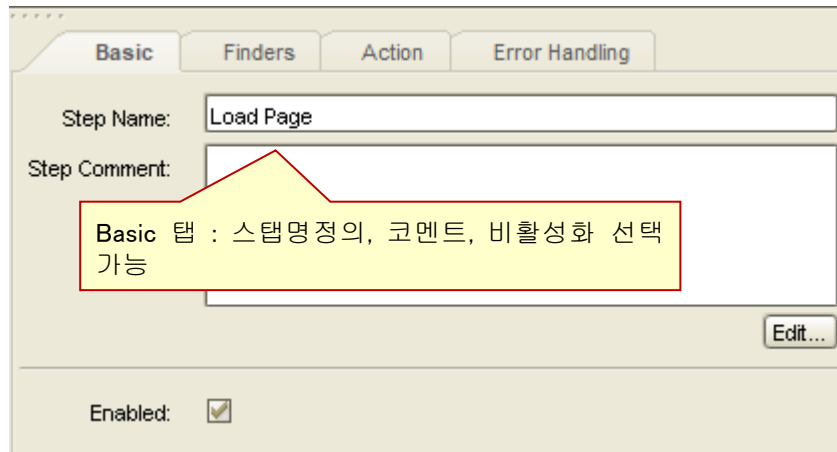 Basic Finders Action Error Handling
Step Name: Load Page
Step Comment:
Basic 탭 : 스탭명정의, 코멘트, 비활성화 선택
가능
Edit...
Enabled: